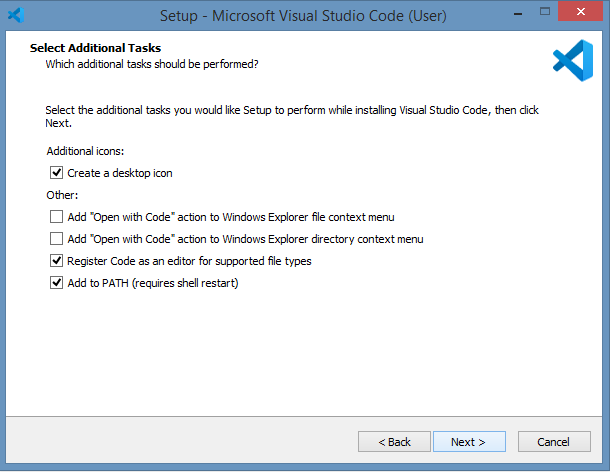 Setup - Microsoft Visual Studio Code (User)
Select Additional Tasks
Which additional tasks should be performed?
Select the additional tasks you would like Setup to perform while installing Visual Studio Code, then click
Next.
Additional icons:
Create a desktop icon
Other:
Add "Open with Code" action to Windows Explorer file context menu
Add "Open with Code" action to Windows Explorer directory context menu
Register Code as an editor for supported file types
Add to PATH (requires shell restart)
< Back Next > Cancel